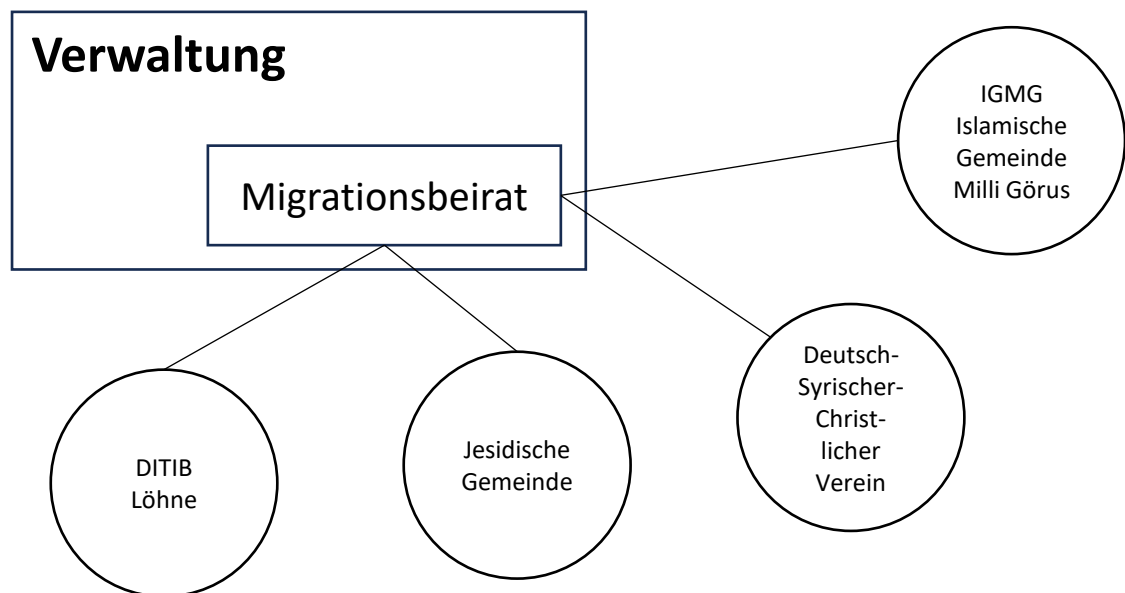 Verwaltung
Migrationsbeirat
IGMG
Islamische
Gemeinde
Milli Görus
Deutsch-
Syrischer-
Christ-
licher
Verein
Jesidische
Gemeinde
DITIB
Löhne